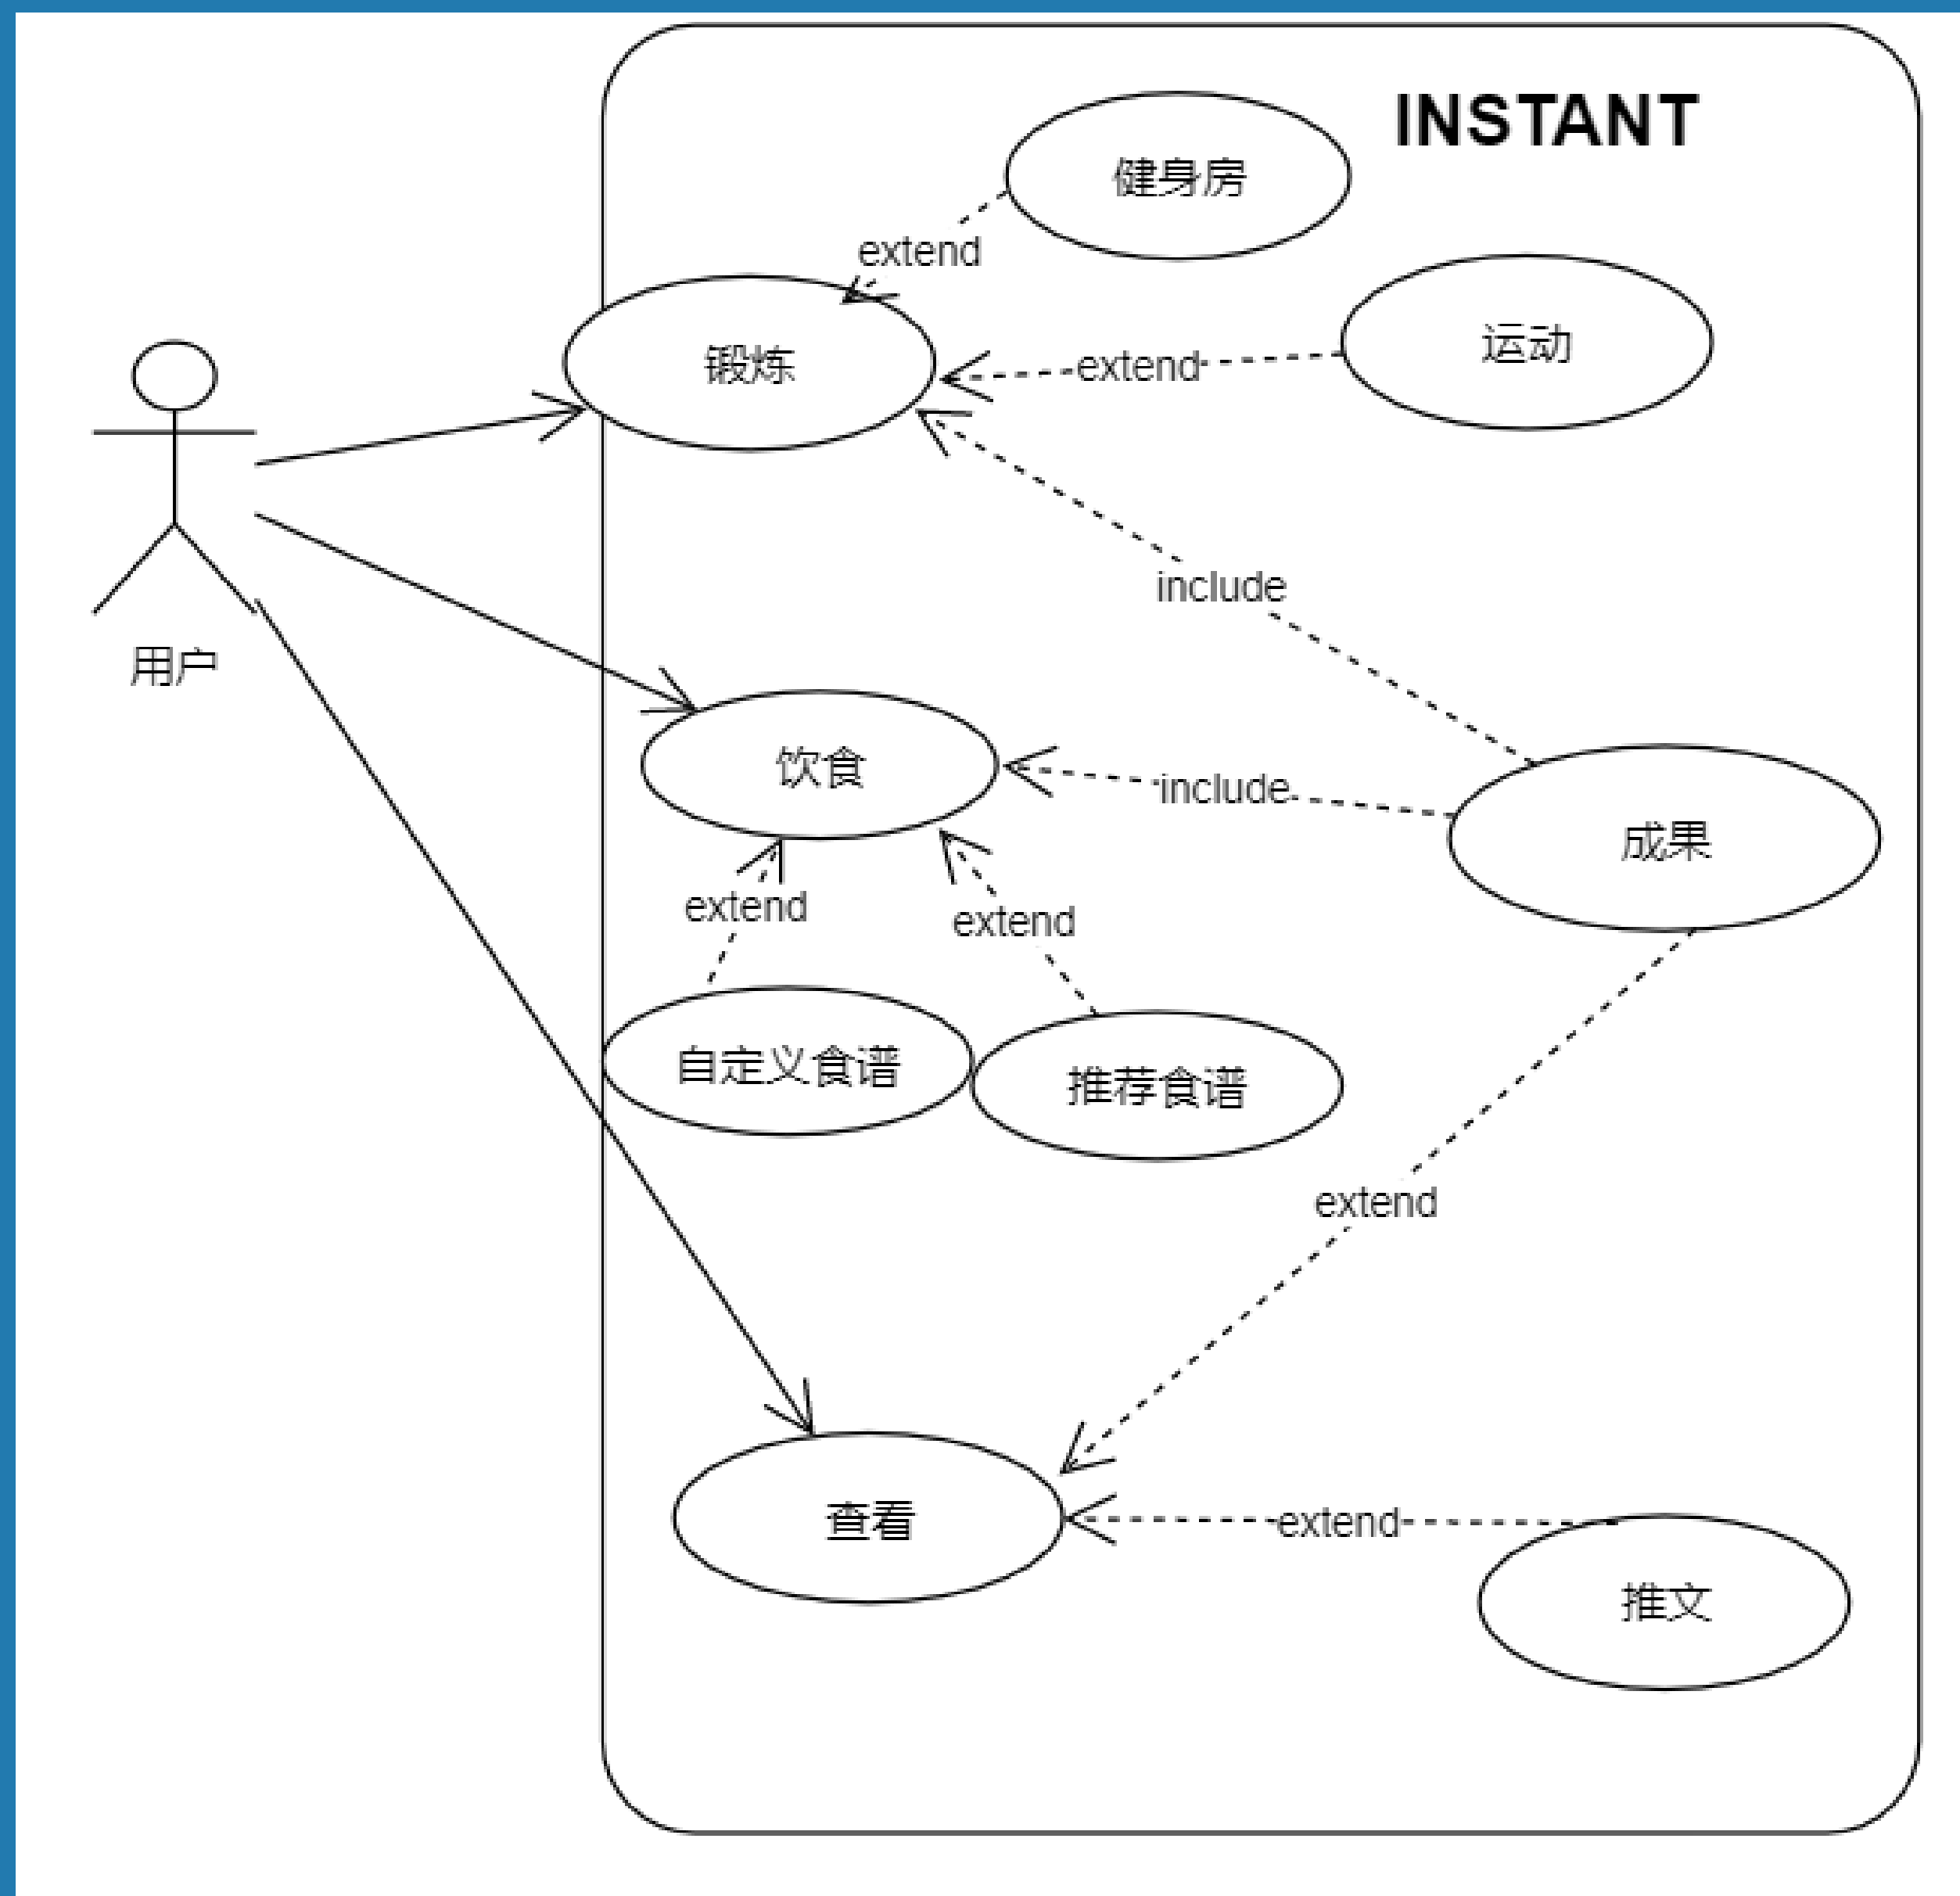 INSTANT
健身房
extend
运动
extend
锻炼
include
用户
饮食
include
成果
extend
extend
自定义食谱
推荐食谱
extend
查看
extend
推文